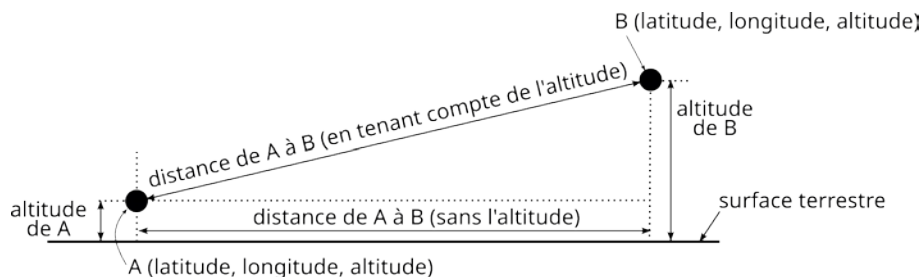 B (latitude, longitude, altitude)
distance de A à B (en tenant compte de l'altitude)
altitude
de B
altitude
de A
distance de A à B (sans l'altitude)
surface terrestre
A (latitude, longitude, altitude)